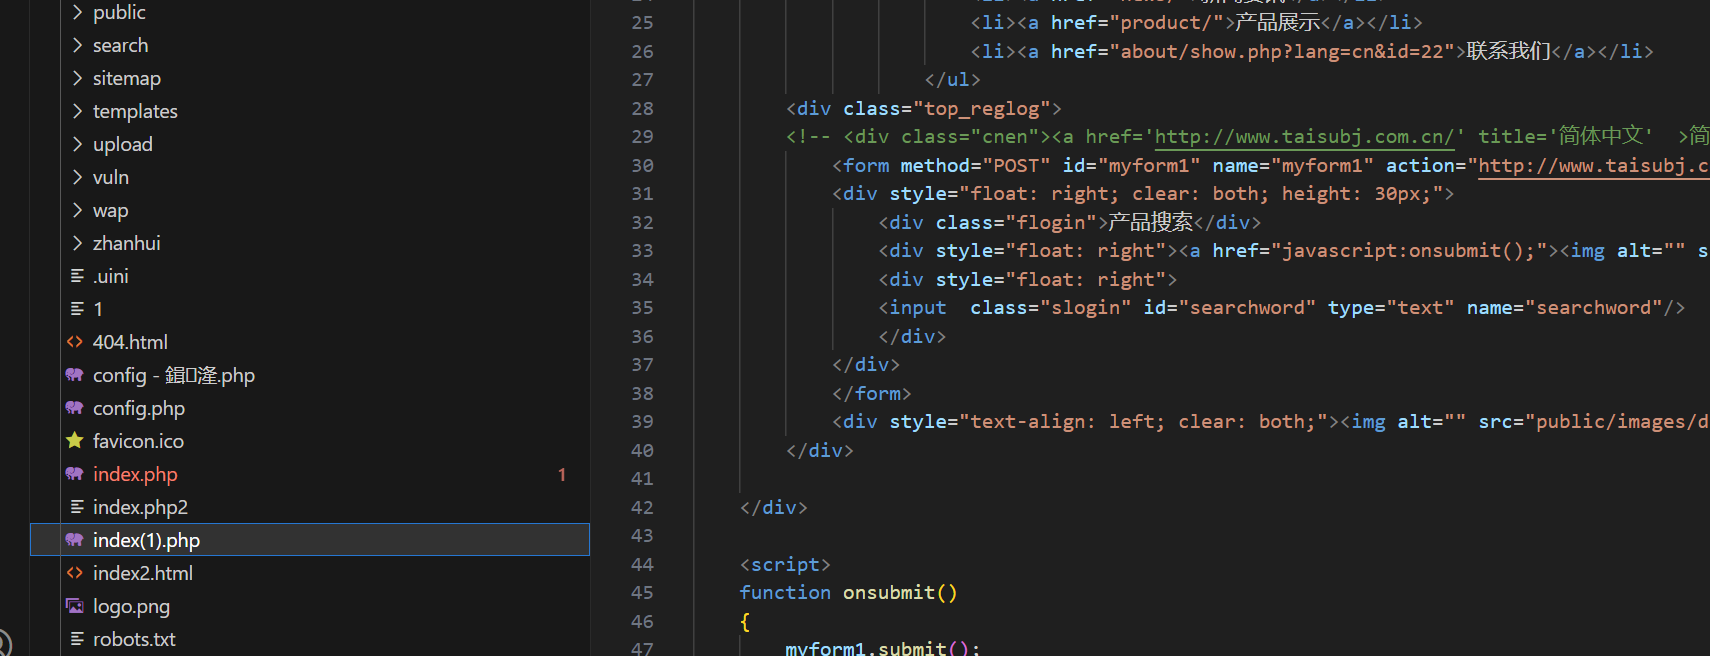 public
search
sitemap
templates
upload
vuln
wap
zhanhui
.uini
1
404.html
config - 鍓滻.php
config.php
favicon.ico
index.php 1
index.php2
index(1).php
index2.html
logo.png
robots.txt
25 <li><a href="product/">产品展示</a></li>
26 <li><a href="about/show.php?lang=cn&id=22">联系我们</a></li>
27 </ul>
28 <div class="top_reglog">
29 <!-- <div class="cnen"><a href='http://www.taisubj.com.cn/' title='简体中文' >简
30 <form method="POST" id="myform1" name="myform1" action="http://www.taisubj.c
31 <div style="float: right; clear: both; height: 30px;">
32 <div class="flogin">产品搜索</div>
33 <div style="float: right"><a href="javascript:onsubmit();"><img alt="" s
34 <div style="float: right">
35 <input class="slogin" id="searchword" type="text" name="searchword"/>
36 </div>
37 </div>
38 </form>
39 <div style="text-align: left; clear: both;"><img alt="" src="public/images/d
40 </div>
41
42 </div>
43
44 <script>
45 function onsubmit()
46 {
47 myform1.submit();